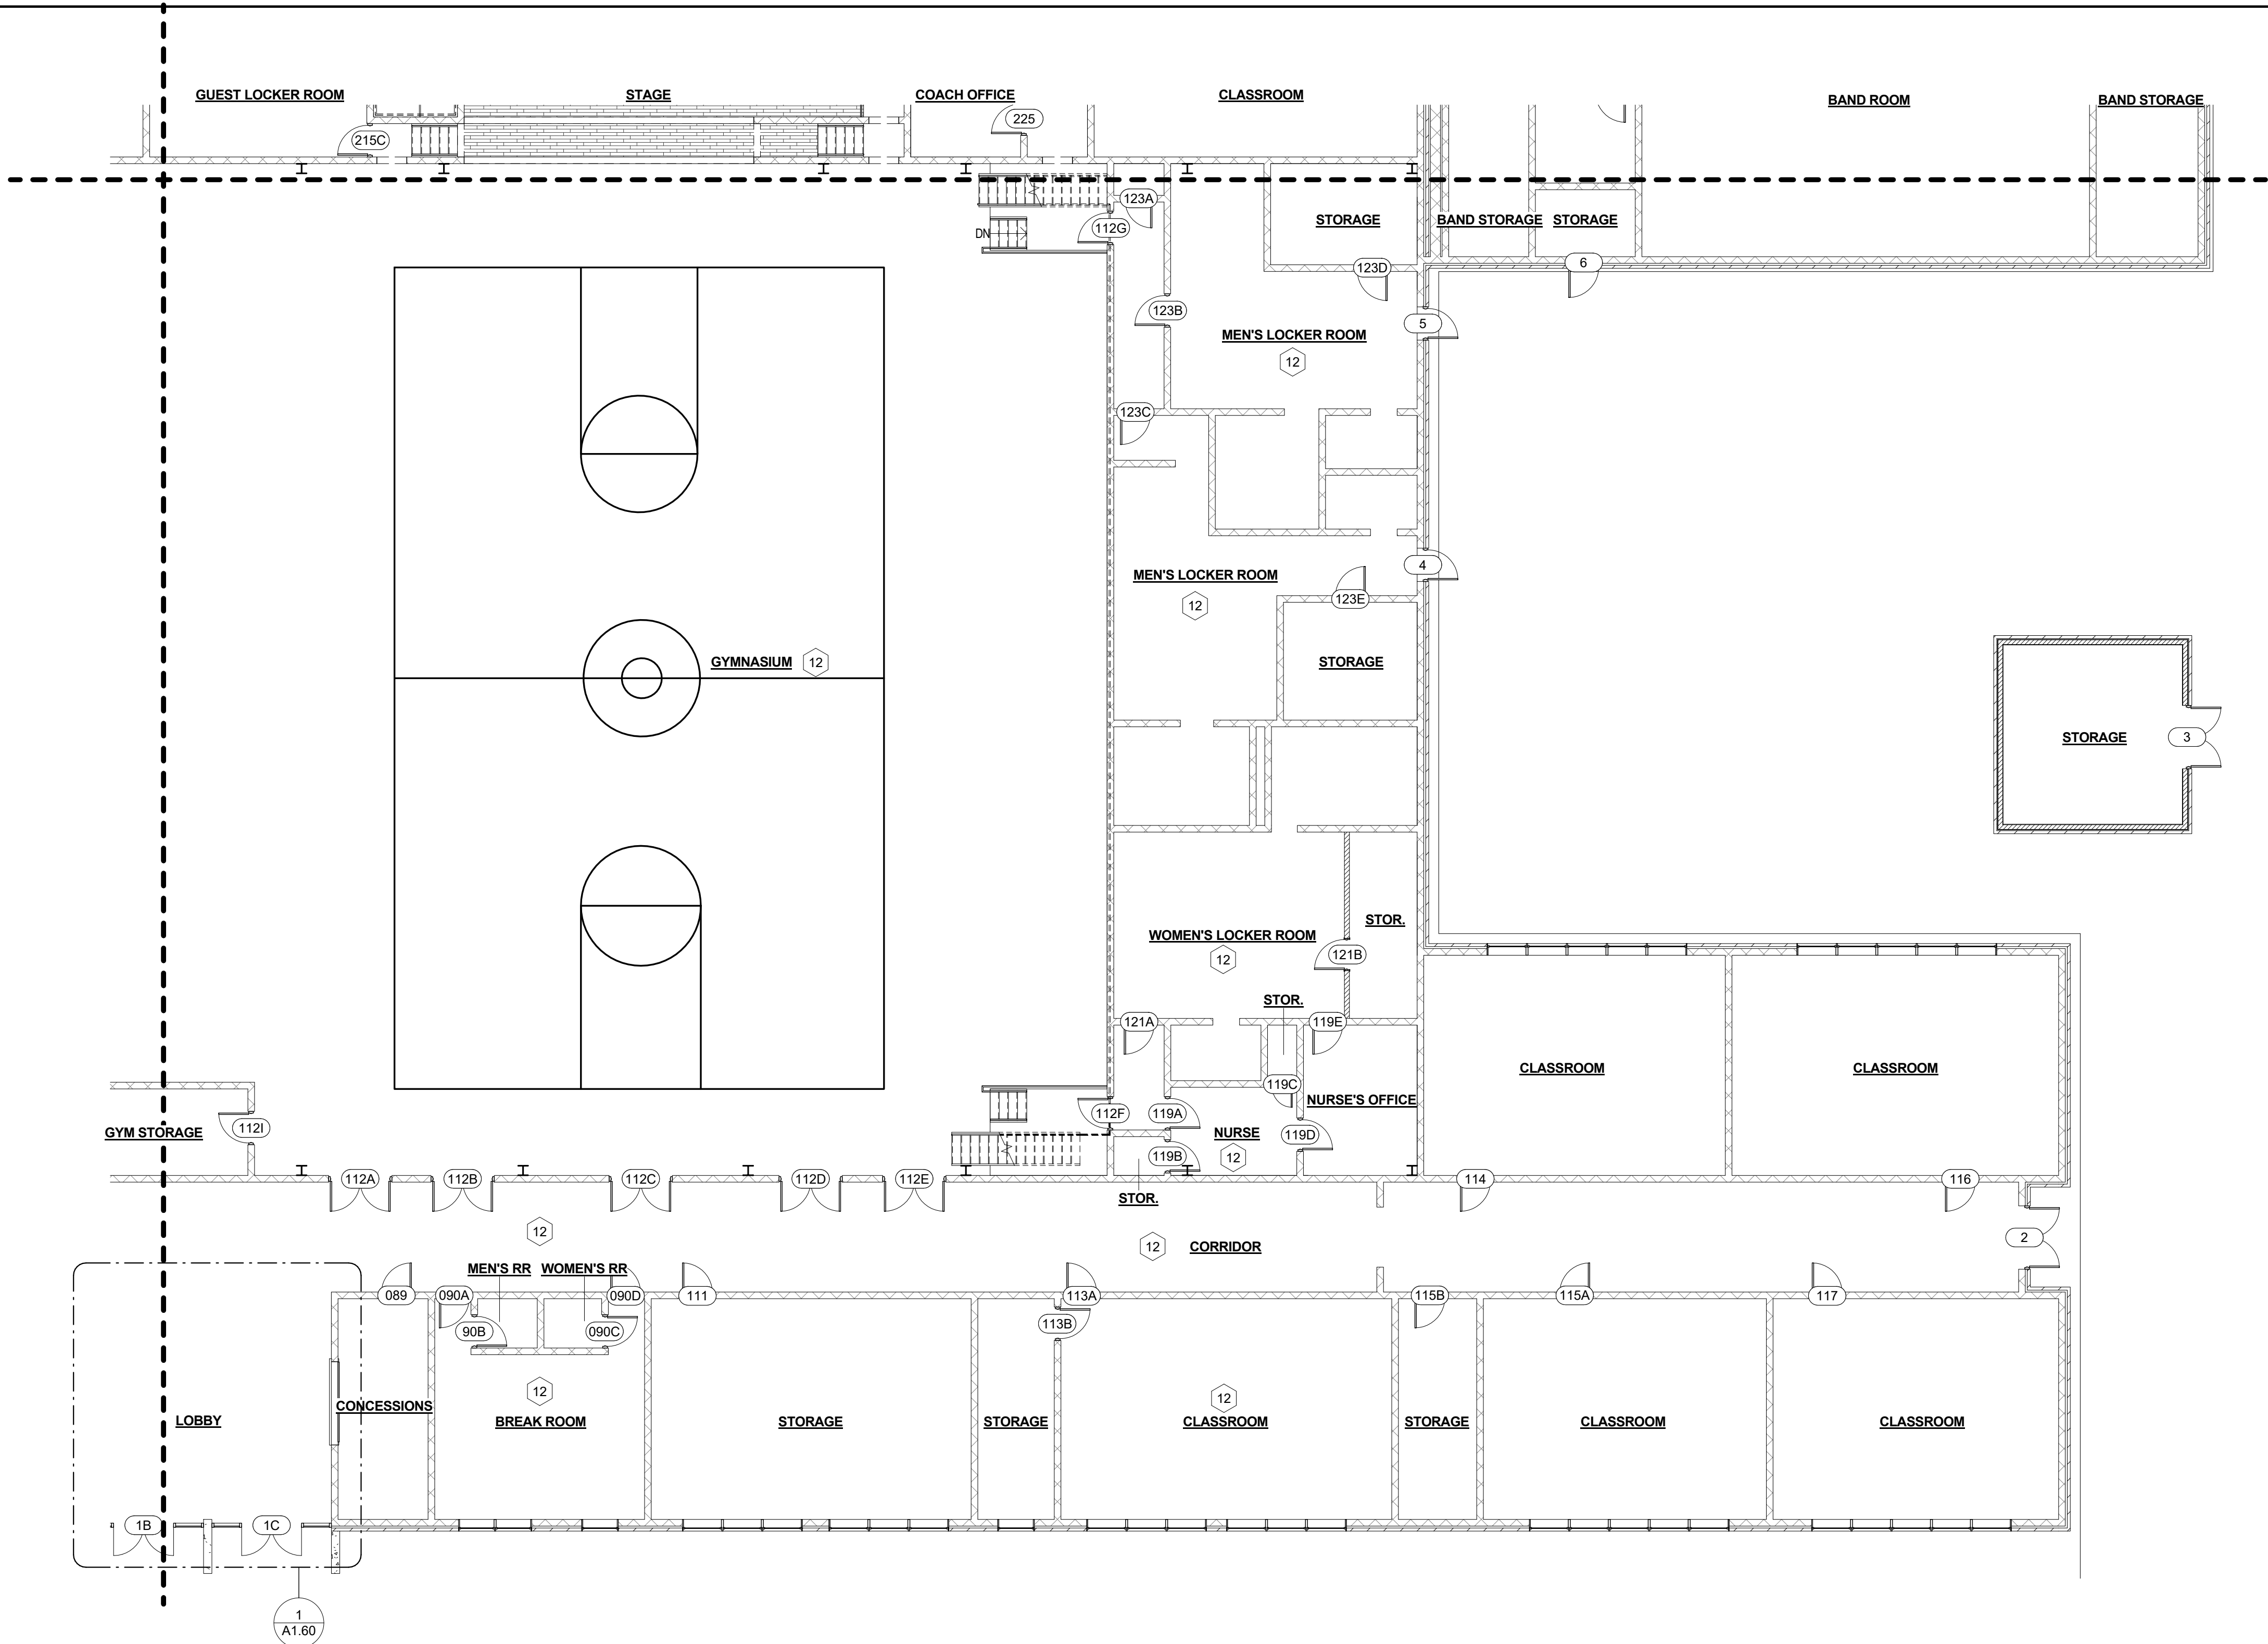 GUEST LOCKER ROOM
STAGE
COACH OFFICE
CLASSROOM
BAND ROOM
BAND STORAGE
215C
225
123A
112G
DN
STORAGE
BAND STORAGE
STORAGE
123D
6
123B
5
MEN'S LOCKER ROOM
12
123C
4
MEN'S LOCKER ROOM
12
123E
GYMNASIUM
12
STORAGE
STORAGE
3
STOR.
WOMEN'S LOCKER ROOM
12
121B
STOR.
121A
119E
CLASSROOM
CLASSROOM
119C
NURSE'S OFFICE
112F
119A
GYM STORAGE
112I
NURSE
119D
12
119B
STOR.
112A
112B
112C
112D
112E
114
116
12
12
CORRIDOR
2
MEN'S RR
WOMEN'S RR
089
090A
090D
111
113A
115B
115A
117
90B
090C
113B
12
12
CONCESSIONS
LOBBY
BREAK ROOM
STORAGE
STORAGE
CLASSROOM
STORAGE
CLASSROOM
CLASSROOM
1B
1C
1
A1.60